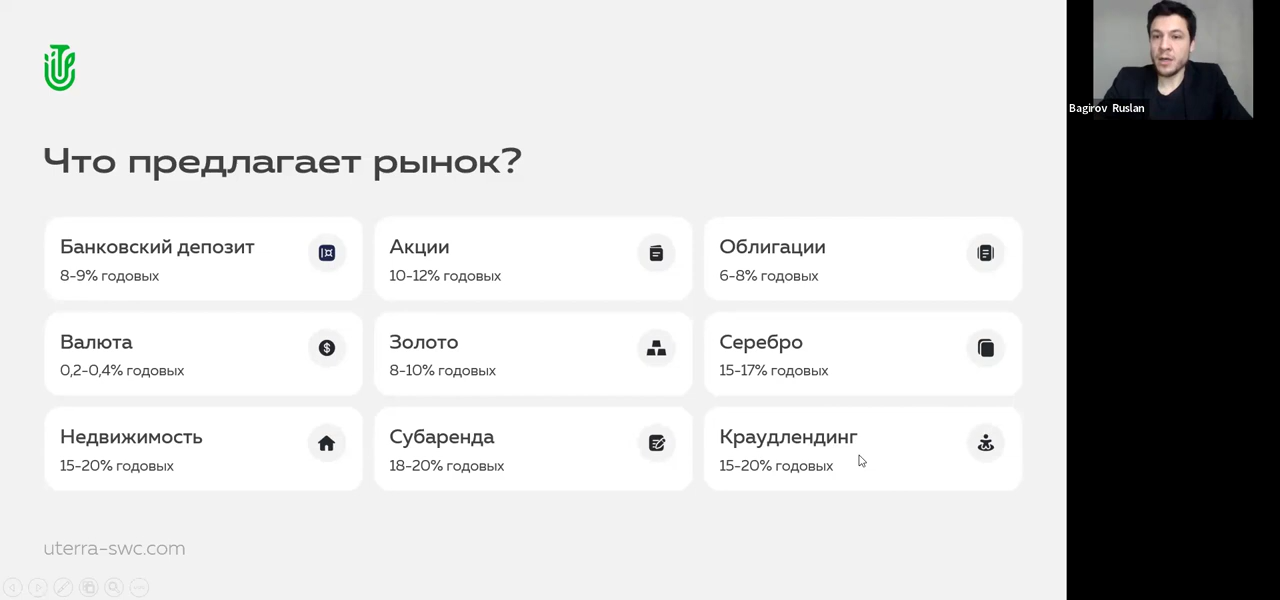 Bagirov Ruslan
Что предлагает рынок?
Банковский депозит
8-9% годовых
Акции
10-12% годовых
Облигации
6-8% годовых
Валюта
0,2-0,4% годовых
Золото
8-10% годовых
Серебро
15-17% годовых
Недвижимость
15-20% годовых
Субаренда
18-20% годовых
Краудлендинг
15-20% годовых
uterra-swc.com